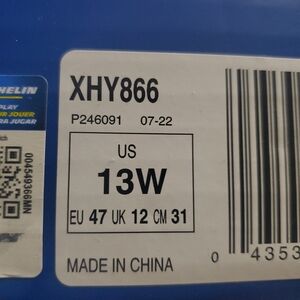 HELIN
PLAY
UR JOUER
RA JUGAR
004549366MN
XHY866
P246091 07-22
US
13W
EU 47 UK 12 CM 31
MADE IN CHINA
0 4353